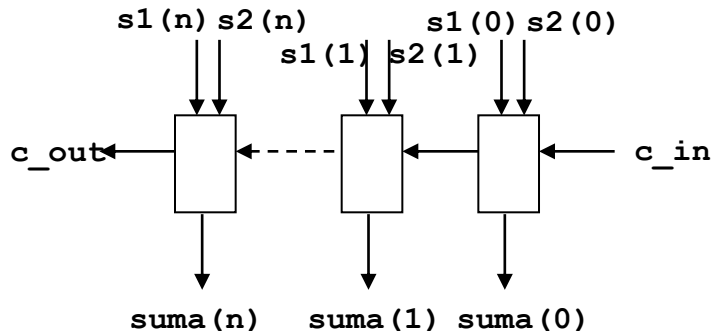 s1(n) s2(n)
s1(0) s2(0)
s1(1) s2(1)
c_out
c_in
suma(n) suma(1) suma(0)